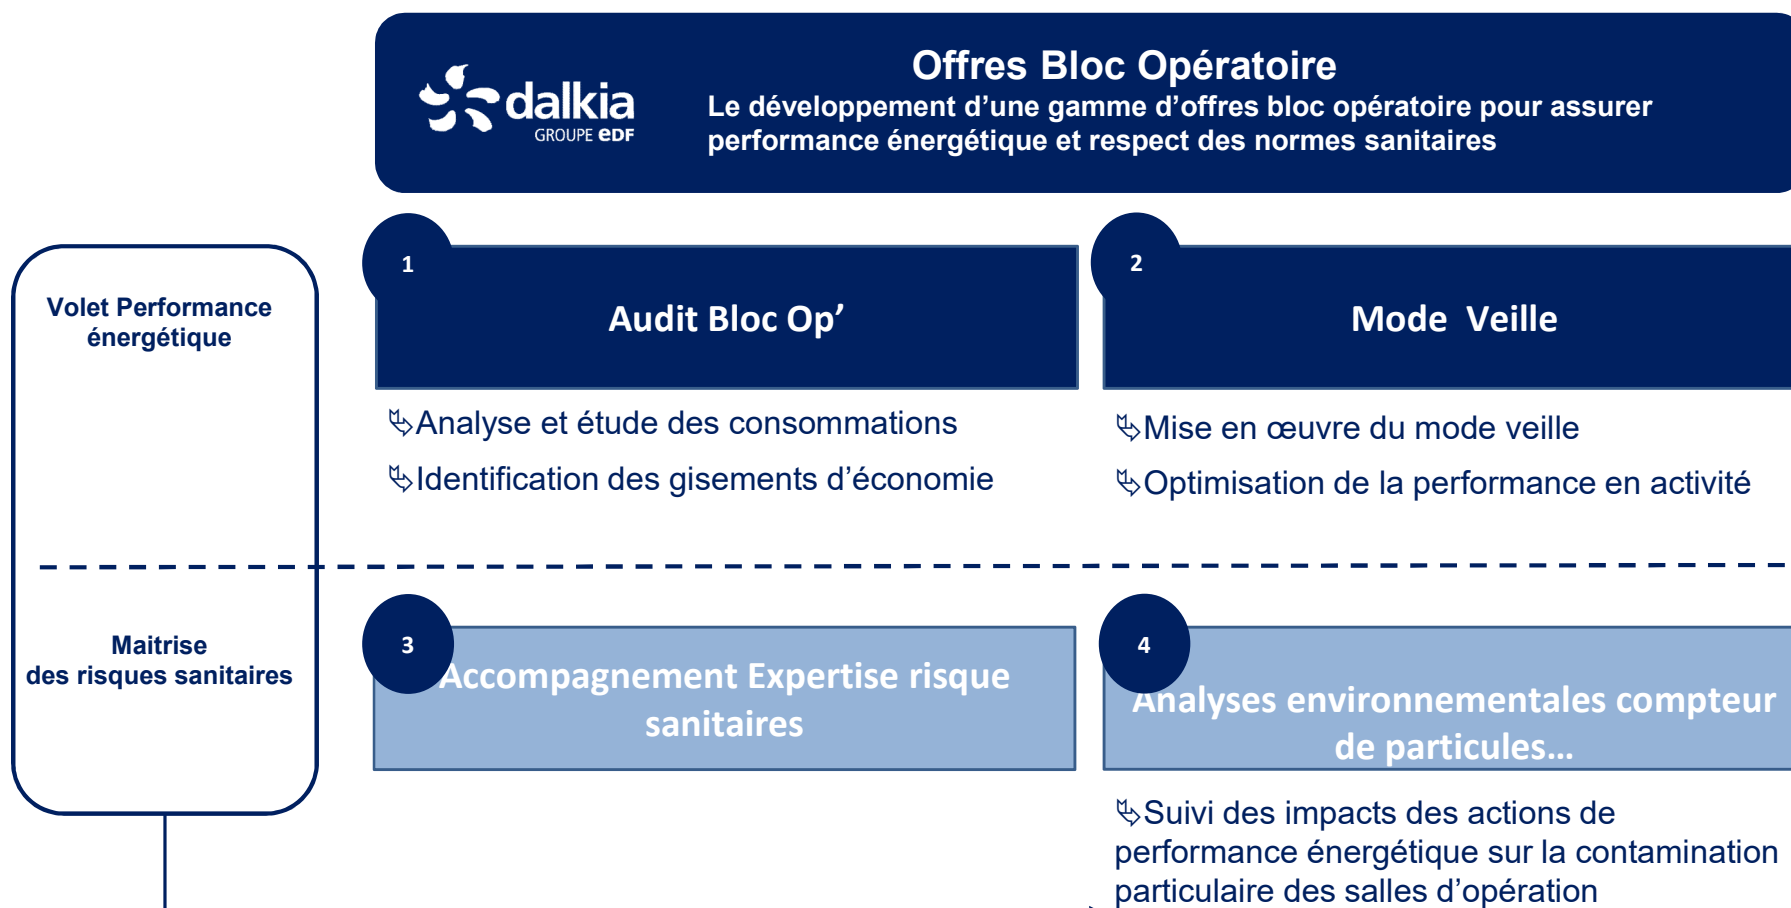 Offres Bloc Opératoire
dalkia
GROUPE eDF
Le développement d’une gamme d’offres bloc opératoire pour assurer
performance énergétique et respect des normes sanitaires
Volet Performance
énergétique
1
Audit Bloc Op’
Analyse et étude des consommations
Identification des gisements d’économie
2
Mode Veille
Mise en œuvre du mode veille
Optimisation de la performance en activité
Maitrise
des risques sanitaires
3
Accompagnement Expertise risque
sanitaires
4
Analyses environnementales compteur
de particules…
Suivi des impacts des actions de
performance énergétique sur la contamination
particulaire des salles d’opération